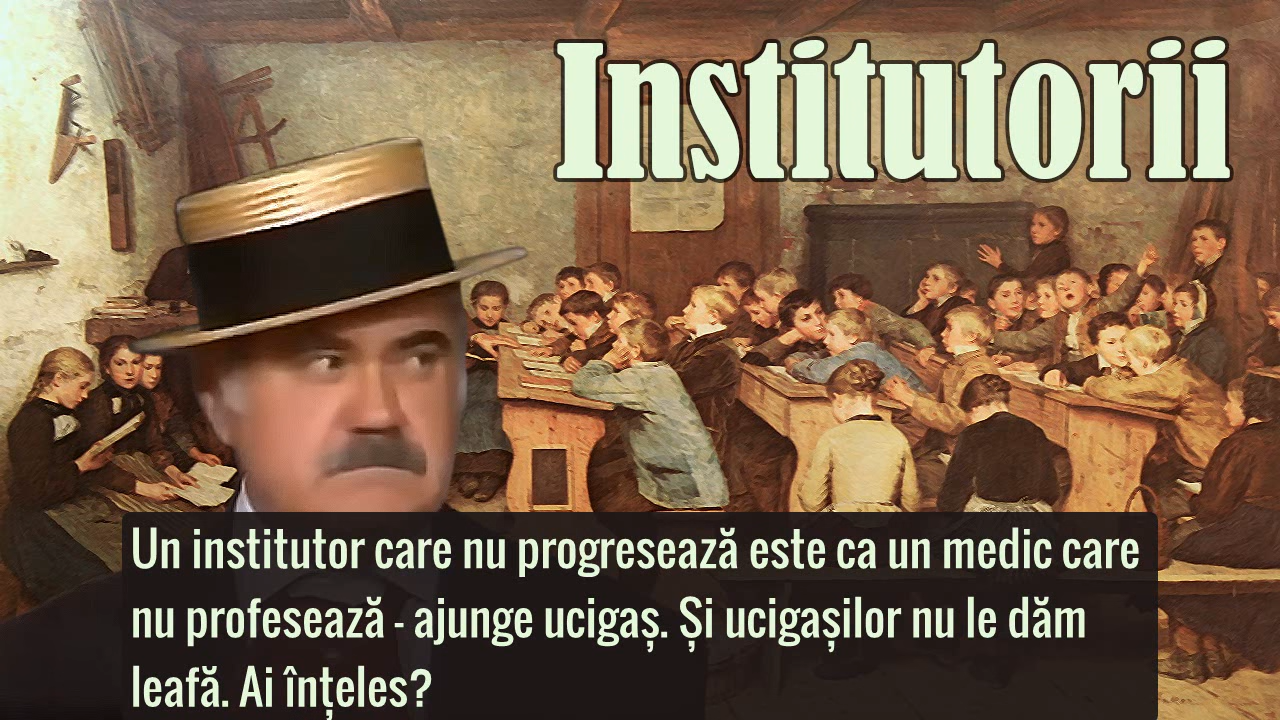 Institutorii
Un institutor care nu progresează este ca un medic care
nu profesează - ajunge ucigaș. Și ucigașilor nu le dăm
leafă. Ai înțeles?